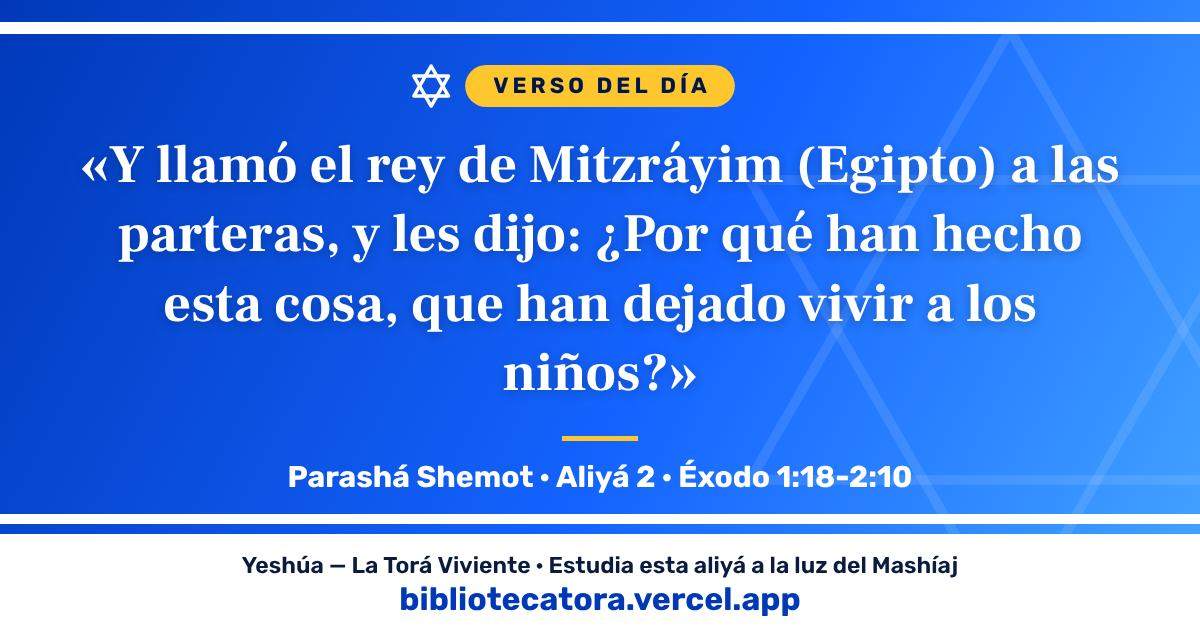 VERSO DEL DÍA
«Y llamó el rey de Mitzráyim (Egipto) a las
parteras, y les dijo: ¿Por qué han hecho
esta cosa, que han dejado vivir a los
niños?»
Parashá Shemot • Aliyá 2 • Éxodo 1:18-2:10
Yeshúa — La Torá Viviente • Estudia esta aliyá a la luz del Mashíaj
bibliotecatora.vercel.app